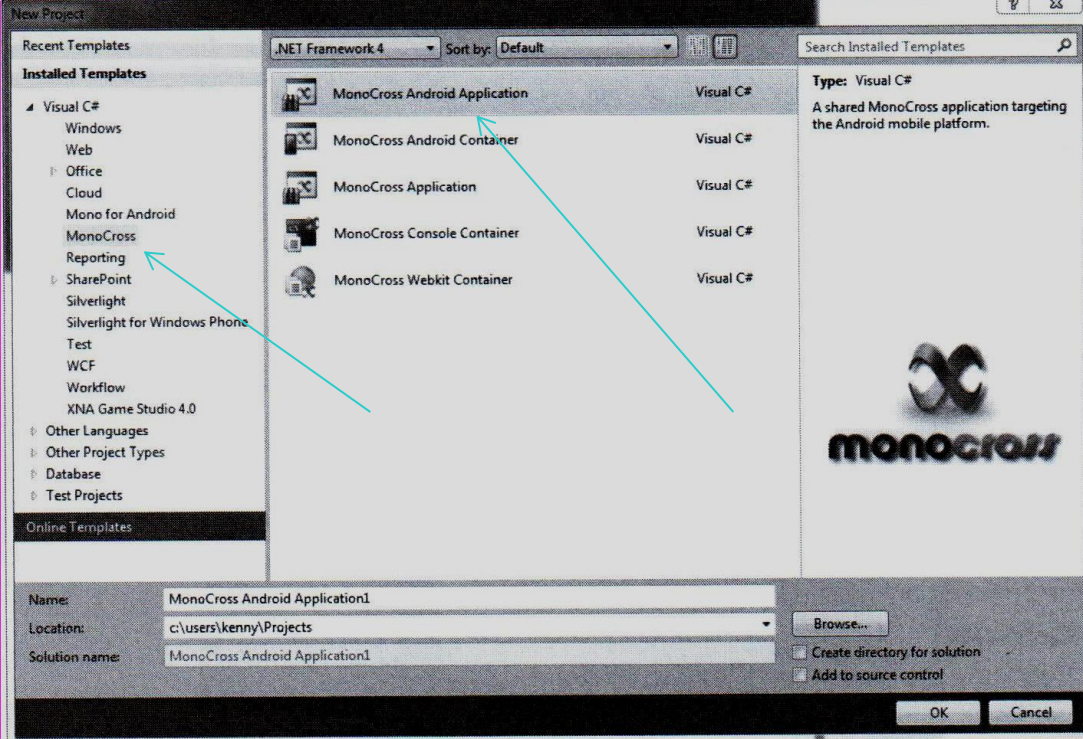 New Project
Recent Templates
Installed Templates
Visual C#
Windows
Web
Office
Cloud
Mono for Android
MonoCross
Reporting
SharePoint
Silverlight
Silverlight for Windows Phone
Test
WCF
Workflow
XNA Game Studio 4.0
Other Languages
Other Project Types
Database
Test Projects
Online Templates
.NET Framework 4 Sort by: Default
MonoCross Android Application Visual C#
MonoCross Android Container Visual C#
MonoCross Application Visual C#
MonoCross Console Container Visual C#
MonoCross Webkit Container Visual C#
Search Installed Templates
Type: Visual C#
A shared MonoCross application targeting
the Android mobile platform.
monocross
Name: MonoCross Android Application1
Location: c:\users\kenny\Projects
Browse...
Solution name: MonoCross Android Application1
Create directory for solution
Add to source control
OK Cancel